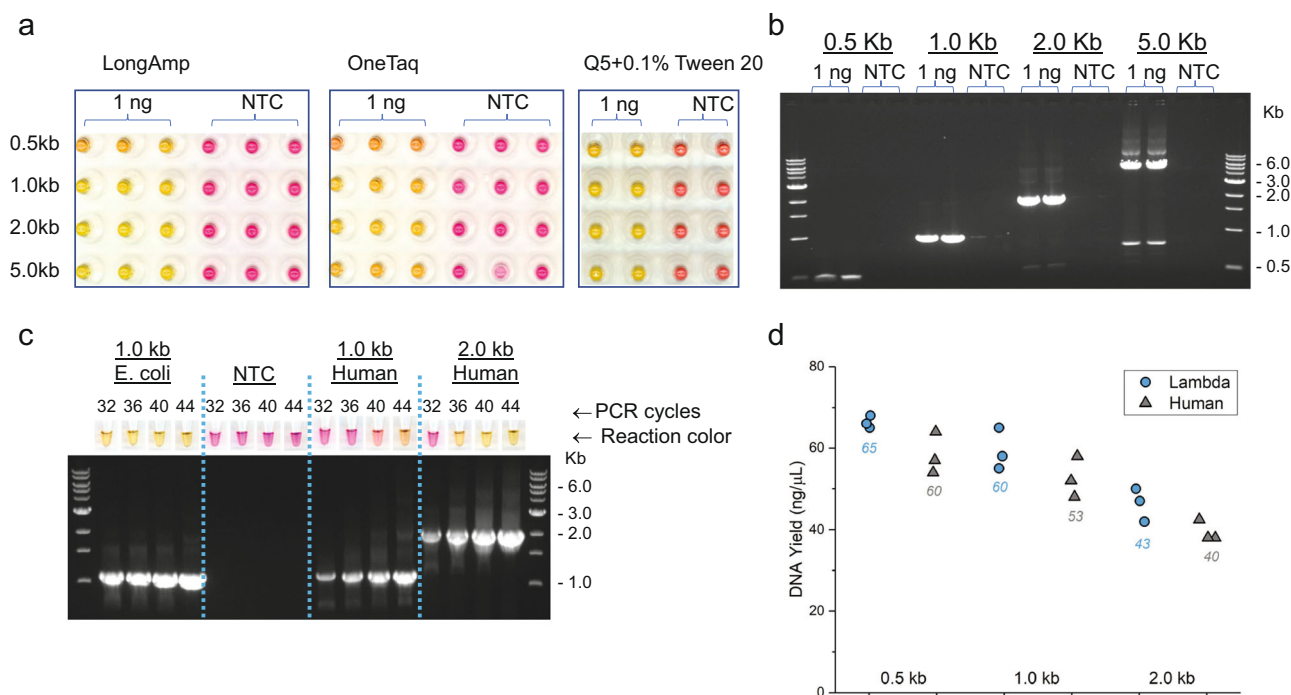 a
LongAmp OneTaq Q5+0.1% Tween 20
1 ng NTC 1 ng NTC 1 ng NTC
0.5kb
1.0kb
2.0kb
5.0kb
b
0.5 Kb 1.0 Kb 2.0 Kb 5.0 Kb
1 ng NTC 1 ng NTC 1 ng NTC 1 ng NTC
Kb
- 6.0
- 3.0
- 2.0
- 1.0
- 0.5
c
1.0 kb 1.0 kb 2.0 kb
E. coli NTC Human Human
32 36 40 44 32 36 40 44 32 36 40 44 32 36 40 44 ←PCR cycles
← Reaction color
Kb
- 6.0
- 3.0
- 2.0
- 1.0
d
DNA Yield (ng/µL)
80
60
40
20
0
Lambda
Human
65
60
60
53
43
40
0.5 kb 1.0 kb 2.0 kb